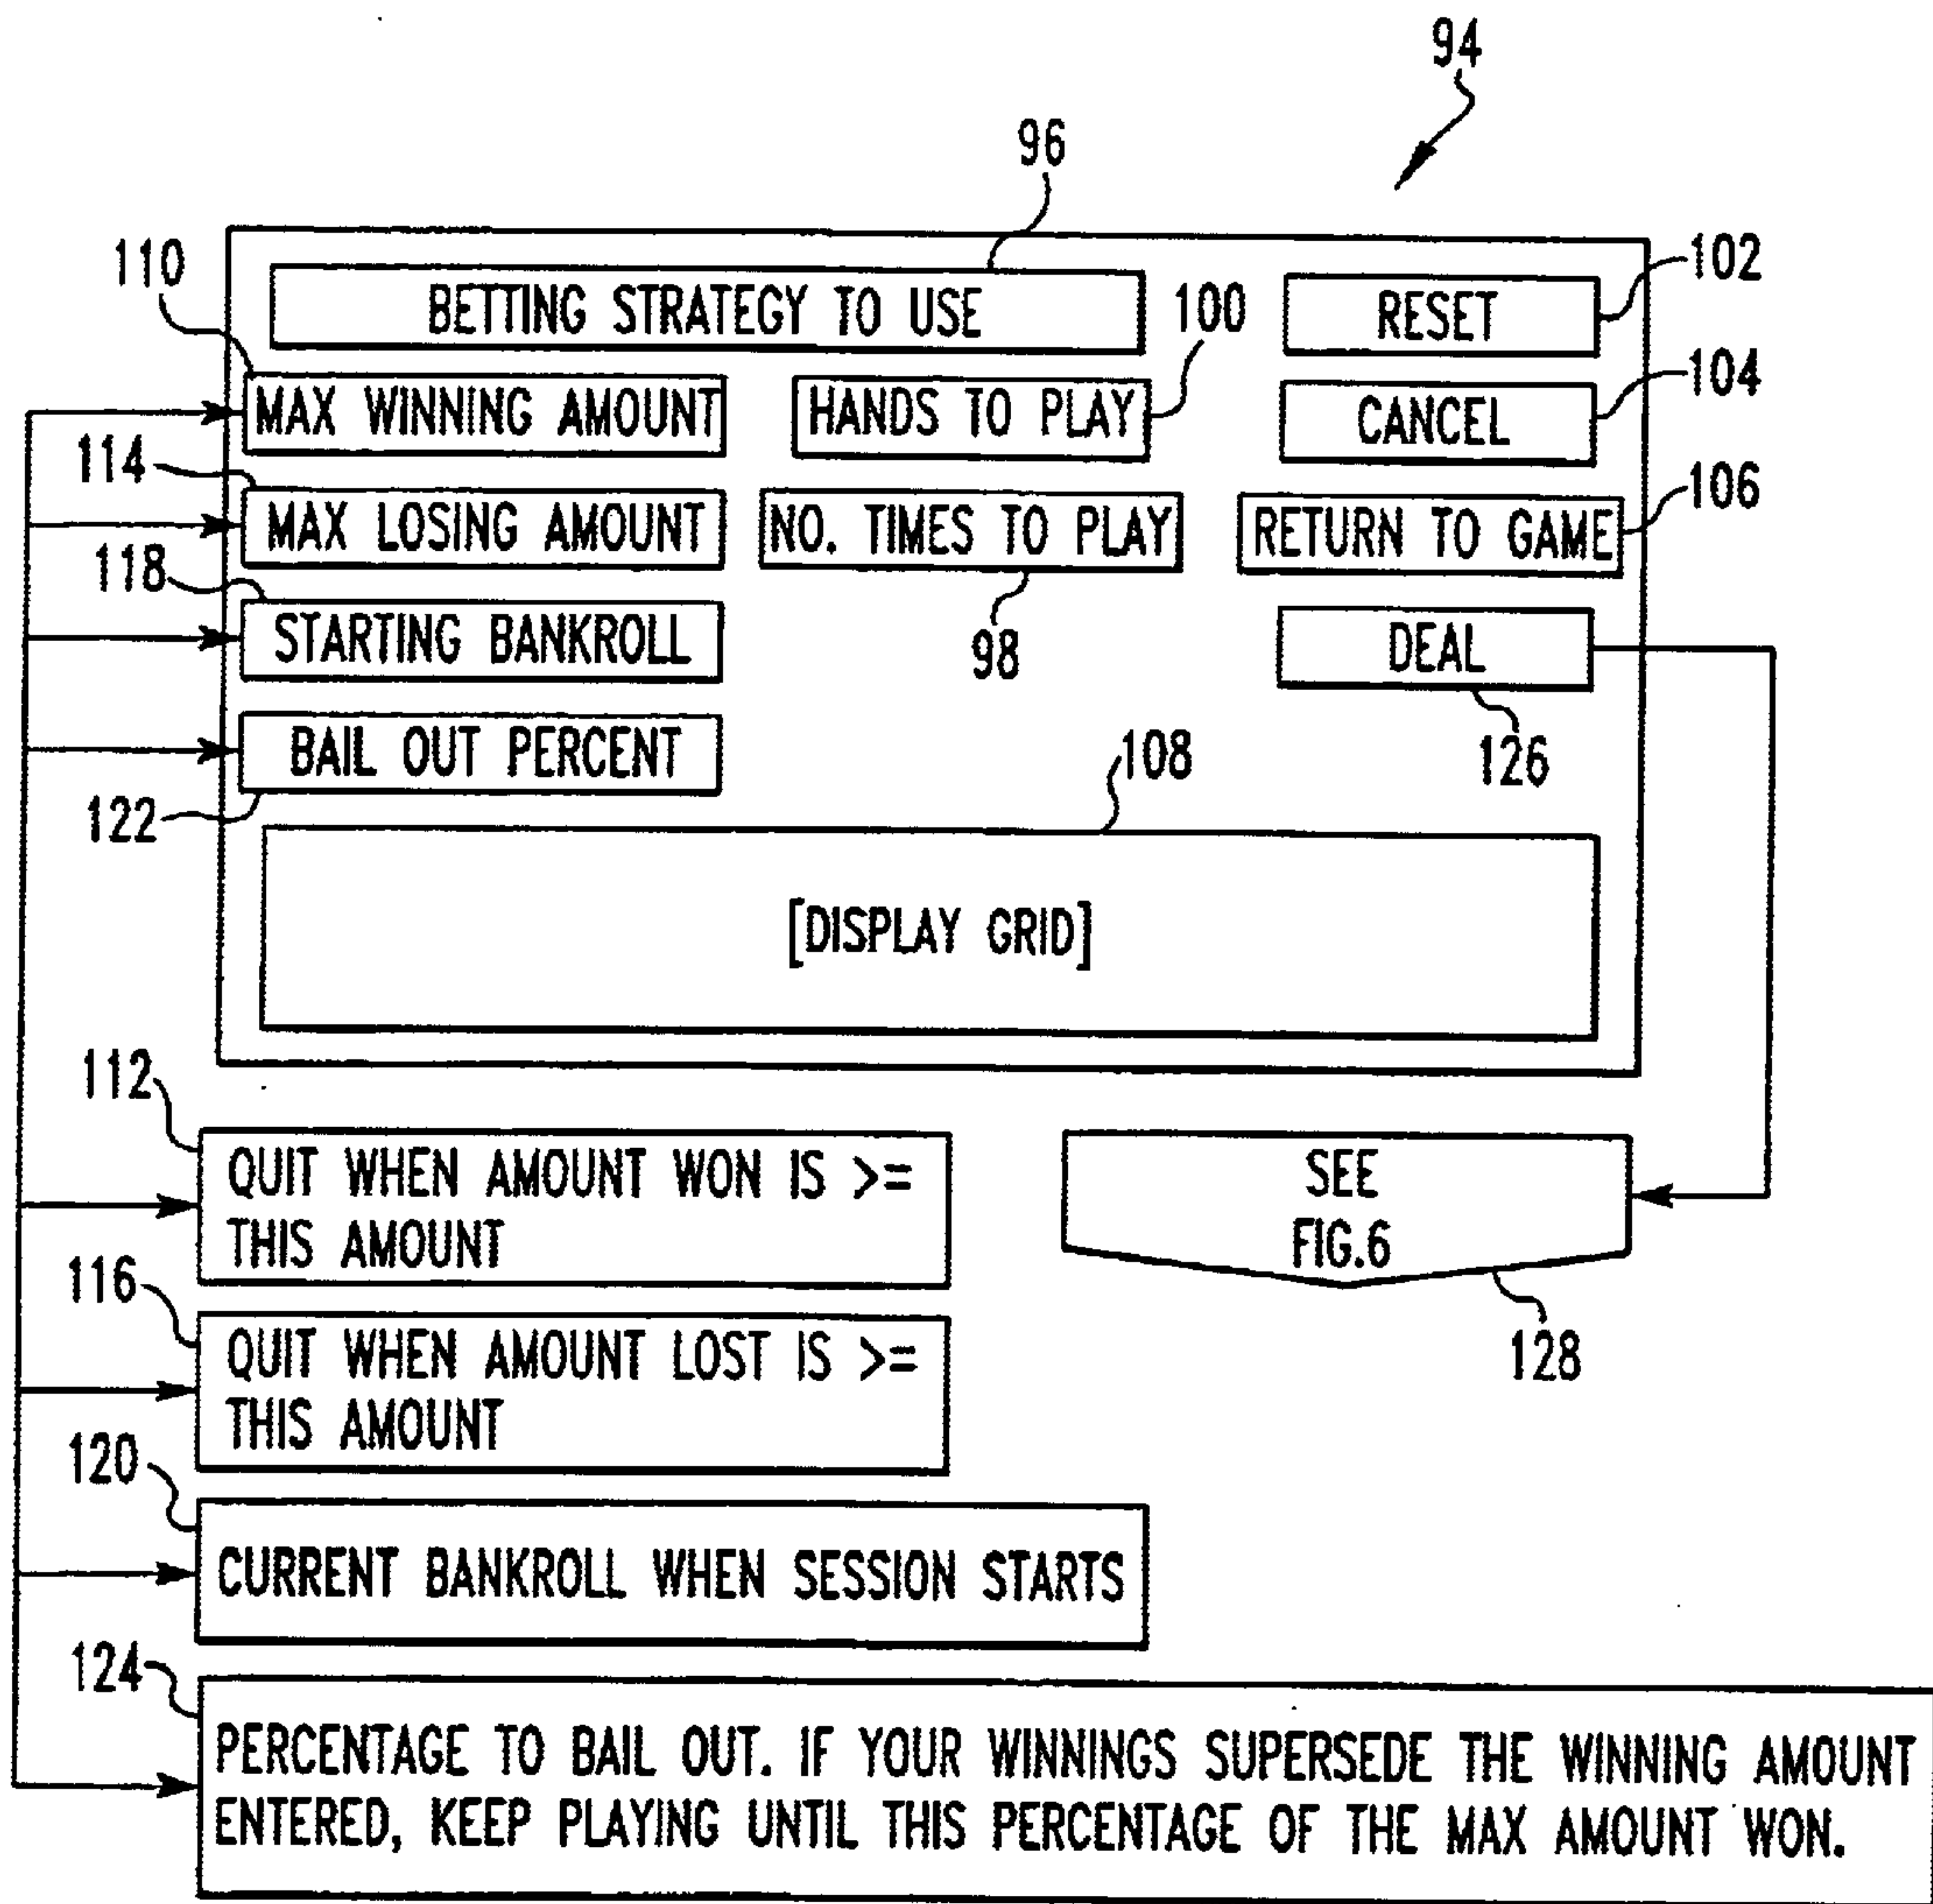 94
96
110
BETTING STRATEGY TO USE
100
RESET
102
MAX WINNING AMOUNT
HANDS TO PLAY
CANCEL
104
114
MAX LOSING AMOUNT
NO. TIMES TO PLAY
RETURN TO GAME
106
118
STARTING BANKROLL
98
DEAL
BAIL OUT PERCENT
108
126
122
[DISPLAY GRID]
112
QUIT WHEN AMOUNT WON IS >=
THIS AMOUNT
SEE
FIG.6
116
QUIT WHEN AMOUNT LOST IS >=
THIS AMOUNT
128
120
CURRENT BANKROLL WHEN SESSION STARTS
124
PERCENTAGE TO BAIL OUT. IF YOUR WINNINGS SUPERSEDE THE WINNING AMOUNT
ENTERED, KEEP PLAYING UNTIL THIS PERCENTAGE OF THE MAX AMOUNT WON.